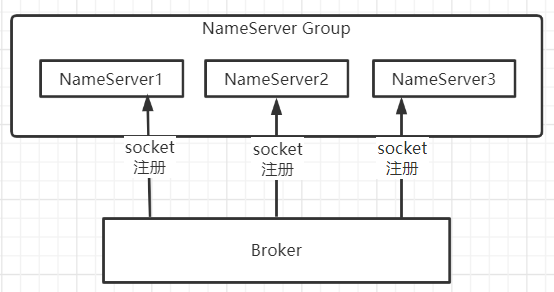 NameServer Group
NameServer1
NameServer2
NameServer3
socket
注册
socket
注册
socket
注册
Broker